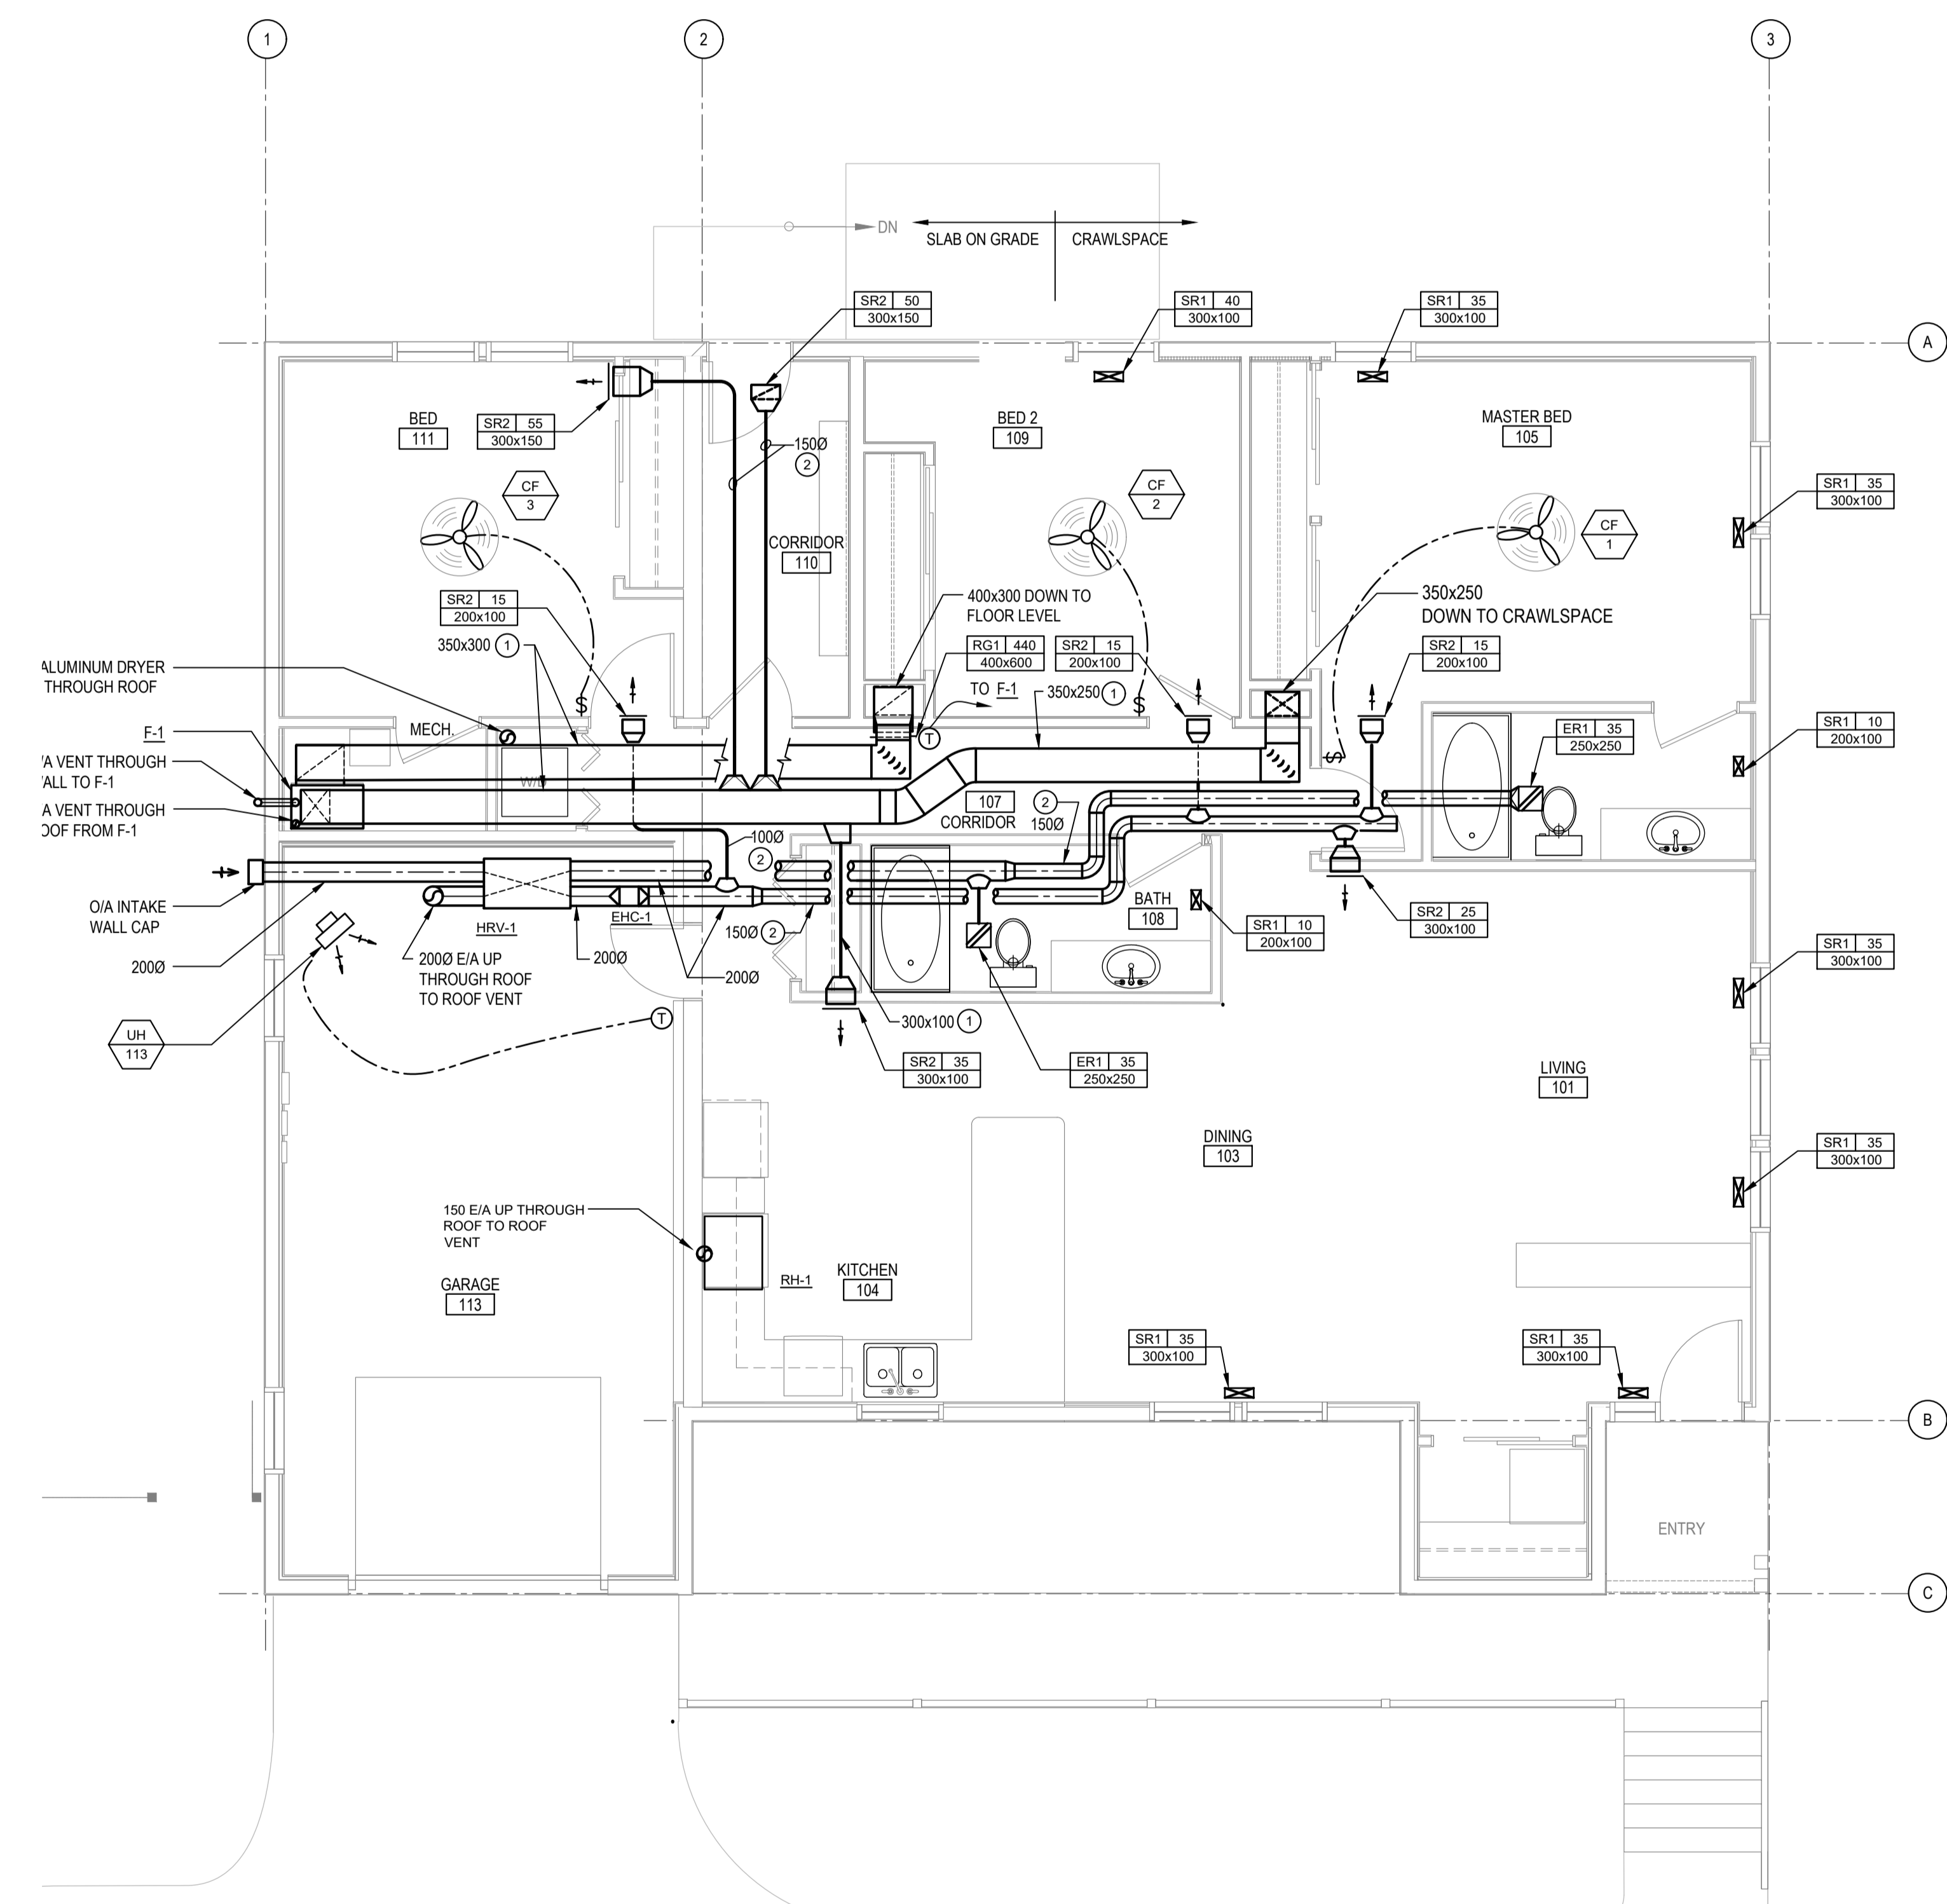 1
2
3
DN
SLAB ON GRADE
CRAWLSPACE
SR2 50
300x150
SR1 40
300x100
SR1 35
300x100
A
BED
111
SR2 55
300x150
150Ø
2
BED 2
109
MASTER BED
105
SR1 35
300x100
CF
3
CF
2
CF
1
CORRIDOR
110
SR2 15
200x100
350x300 1
400x300 DOWN TO
FLOOR LEVEL
RG1 440
400x600
SR2 15
200x100
350x250
DOWN TO CRAWLSPACE
SR2 15
200x100
ALUMINUM DRYER
THROUGH ROOF
$
TO F-1
350x250 1
T
$
$
F-1
MECH.
W/D
ER1 35
250x250
SR1 10
200x100
A VENT THROUGH
ALL TO F-1
A VENT THROUGH
OOF FROM F-1
107
CORRIDOR
2
150Ø
100Ø
2
O/A INTAKE
WALL CAP
200Ø
HRV-1
EHC-1
200Ø E/A UP
THROUGH ROOF
TO ROOF VENT
200Ø
150Ø 2
200Ø
BATH
108
SR1 10
200x100
SR2 25
300x100
SR1 35
300x100
UH
113
T
300x100 1
SR2 35
300x100
ER1 35
250x250
LIVING
101
DINING
103
SR1 35
300x100
150 E/A UP THROUGH
ROOF TO ROOF
VENT
RH-1
KITCHEN
104
GARAGE
113
SR1 35
300x100
SR1 35
300x100
B
ENTRY
C